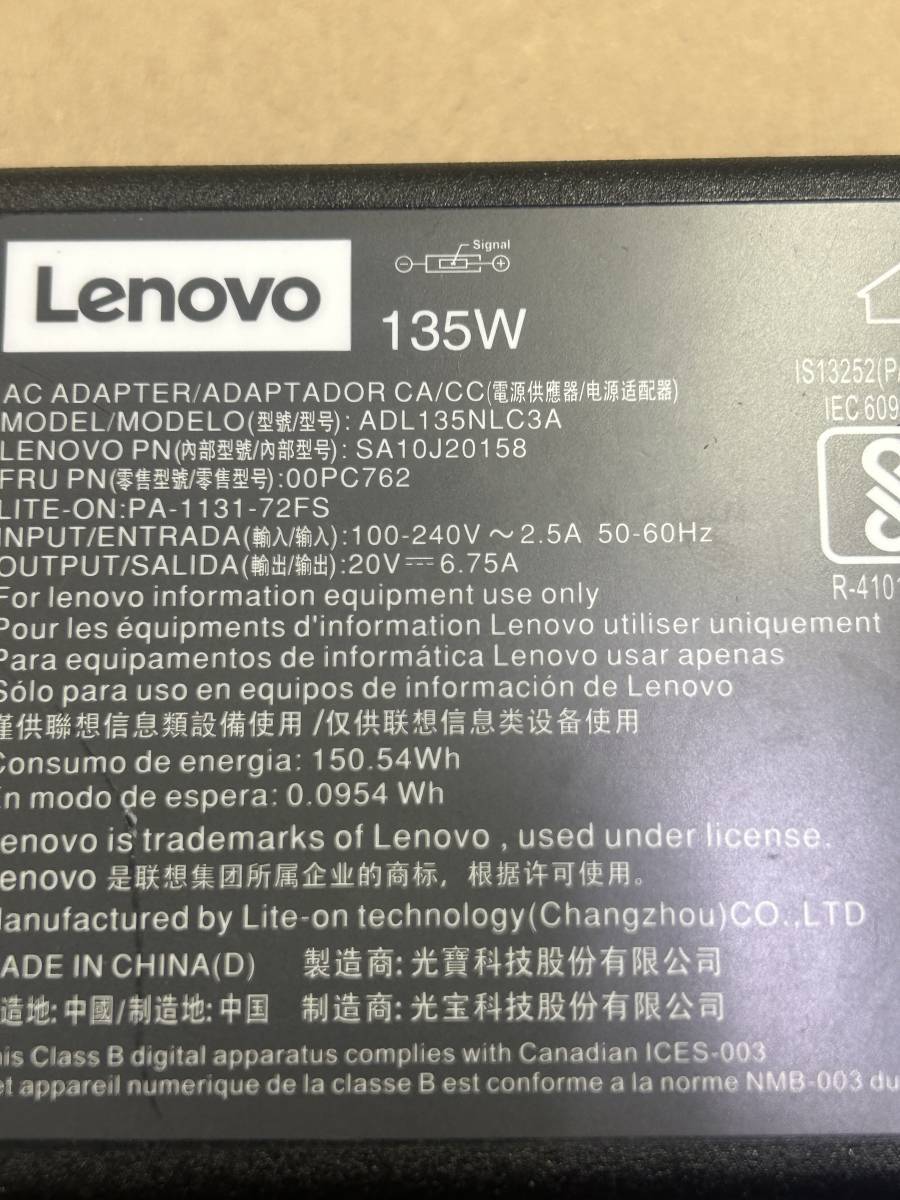 Signal
Lenovo
135W
AC ADAPTER/ADAPTADOR CA/CC(電源供應器/电源适配器)
MODEL/MODELO(型號/型号): ADL135NLC3A
LENOVO PN(內部型號/內部型号): SA10J20158
FRU PN(零售型號/零售型号):00PC762
LITE-ON:PA-1131-72FS
INPUT/ENTRADA(輸入/输入):100-240V～2.5A 50-60Hz
OUTPUT/SALIDA(輸出/输出):20V⎓6.75A
For lenovo information equipment use only
Pour les équipments d'information Lenovo utiliser uniquement
Para equipamentos de informática Lenovo usar apenas
Sólo para uso en equipos de información de Lenovo
僅供聯想信息類設備使用 /仅供联想信息类设备使用
Consumo de energia: 150.54Wh
En modo de espera: 0.0954 Wh
enovo is trademarks of Lenovo , used under license.
enovo 是联想集团所属企业的商标, 根据许可使用。
anufactured by Lite-on technology(Changzhou)CO.,LTD
ADE IN CHINA(D) 製造商: 光寶科技股份有限公司
造地: 中國/制造地: 中国 制造商: 光宝科技股份有限公司
his Class B digital apparatus complies with Canadian ICES-003
et appareil numerique de la classe B est conforme a la norme NMB-003 du
IS13252(PA
IEC 609
R-4101